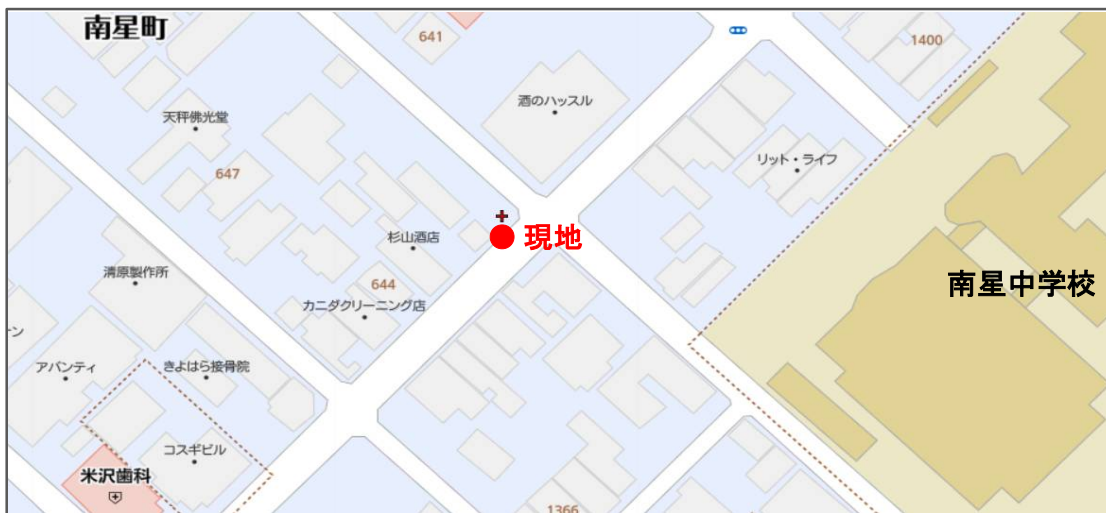 南星町
641
1400
酒のハッスル
天秤佛光堂
リット・ライフ
647
現地
杉山酒店
清原製作所
644
南星中学校
カニダクリーニング店
ーン
アバンティ
きよはら接骨院
コスギビル
米沢歯科
1366